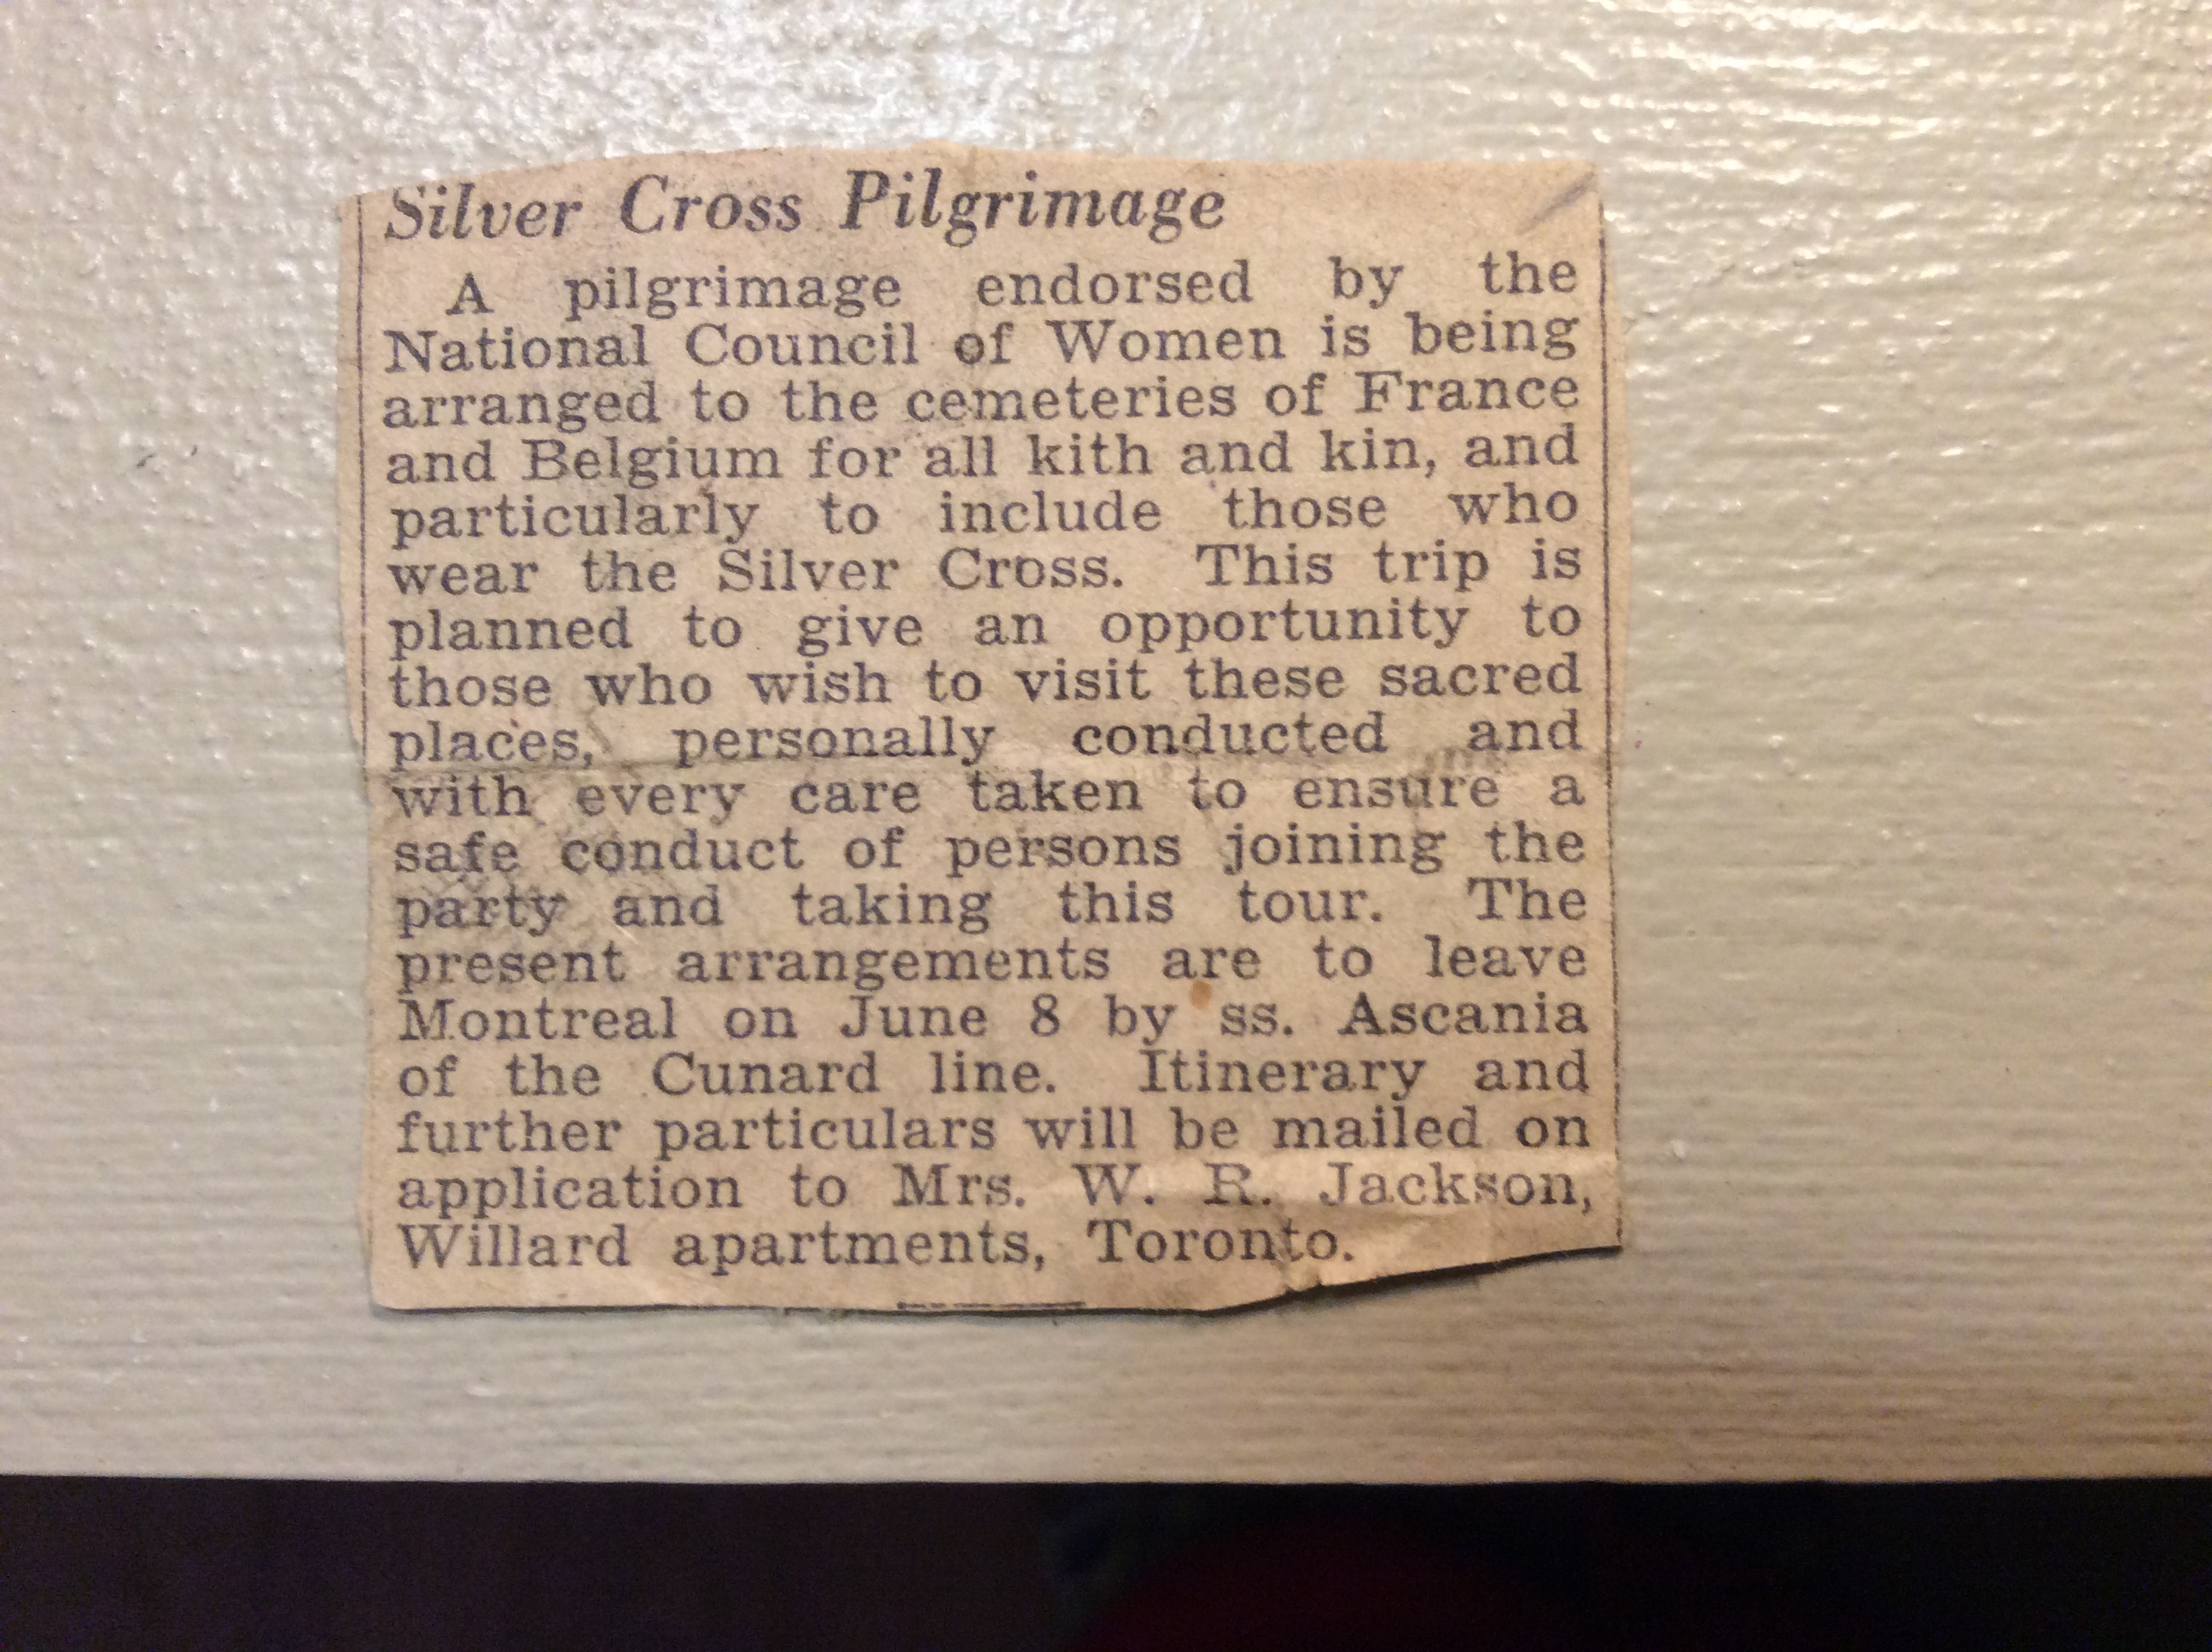 Silver Cross Pilgrimage
A pilgrimage endorsed by the
National Council of Women is being
arranged to the cemeteries of France
and Belgium for all kith and kin, and
particularly to include those who
wear the Silver Cross. This trip is
planned to give an opportunity to
those who wish to visit these sacred
places, personally conducted and
with every care taken to ensure a
safe conduct of persons joining the
party and taking this tour. The
present arrangements are to leave
Montreal on June 8 by ss. Ascania
of the Cunard line. Itinerary and
further particulars will be mailed on
application to Mrs. W. R. Jackson,
Willard apartments, Toronto.